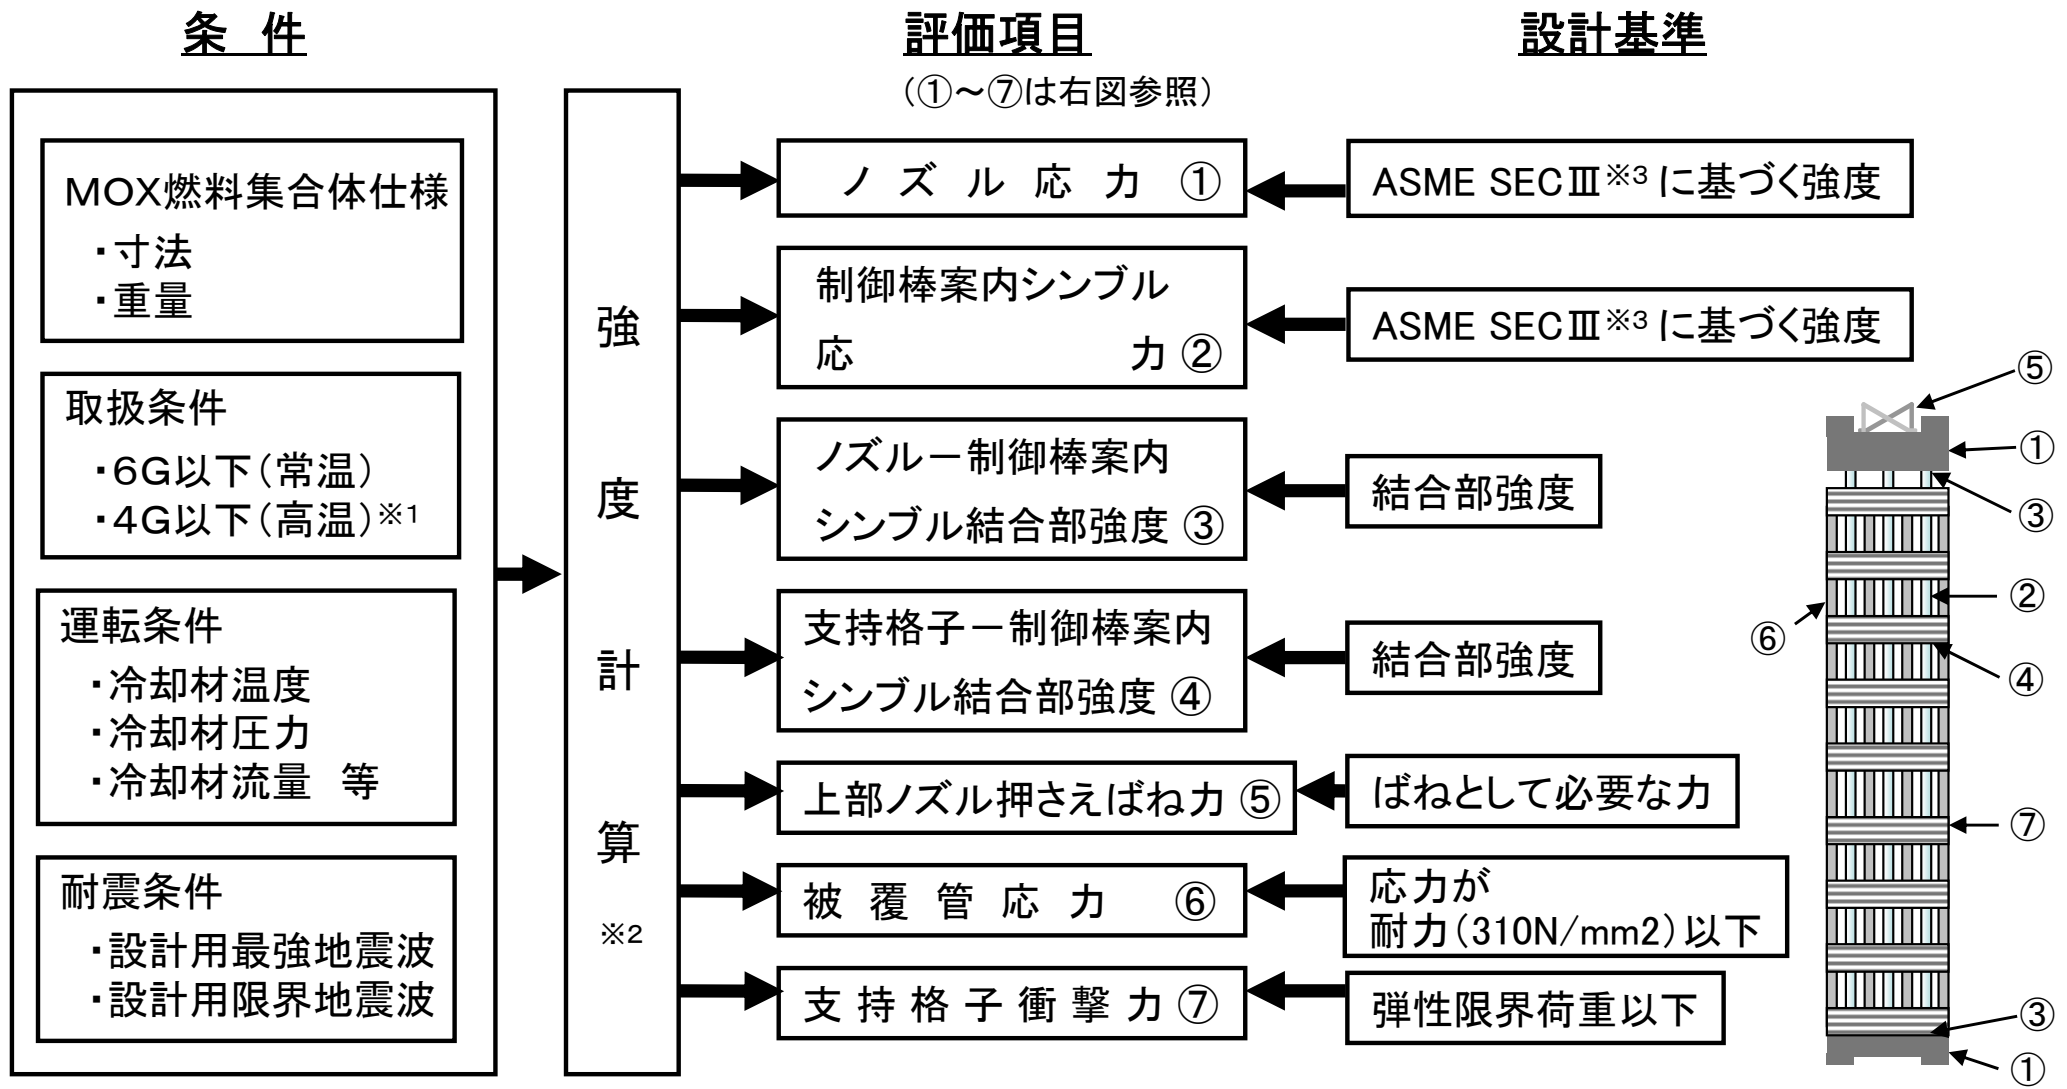 条 件
MOX燃料集合体仕様
・寸法
・重量
取扱条件
・6G以下(常温)
・4G以下(高温)※1
運転条件
・冷却材温度
・冷却材圧力
・冷却材流量 等
耐震条件
・設計用最強地震波
・設計用限界地震波
強
度
計
算
※2
評価項目
(①～⑦は右図参照)
ノズル応力 ①
制御棒案内シンブル
応 力 ②
ノズル－制御棒案内
シンブル結合部強度 ③
支持格子－制御棒案内
シンブル結合部強度 ④
上部ノズル押さえばね力 ⑤
被覆管応力 ⑥
支持格子衝撃力 ⑦
設計基準
ASME SECⅢ※3 に基づく強度
ASME SECⅢ※3 に基づく強度
結合部強度
結合部強度
ばねとして必要な力
応力が
耐力(310N/mm2)以下
弾性限界荷重以下
⑤
①
③
②
⑥
④
⑦
③
①